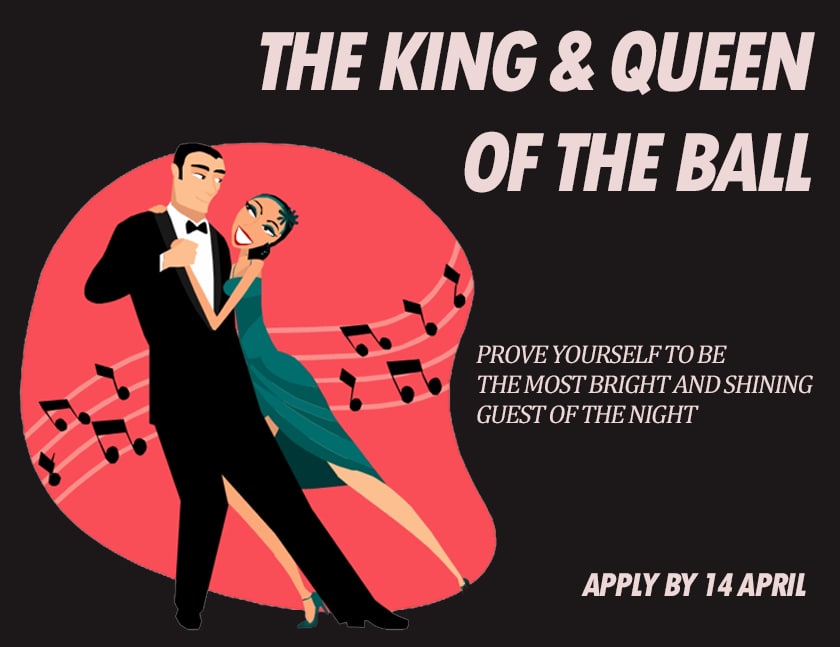 THE KING & QUEEN
OF THE BALL
PROVE YOURSELF TO BE
THE MOST BRIGHT AND SHINING
GUEST OF THE NIGHT
APPLY BY 14 APRIL